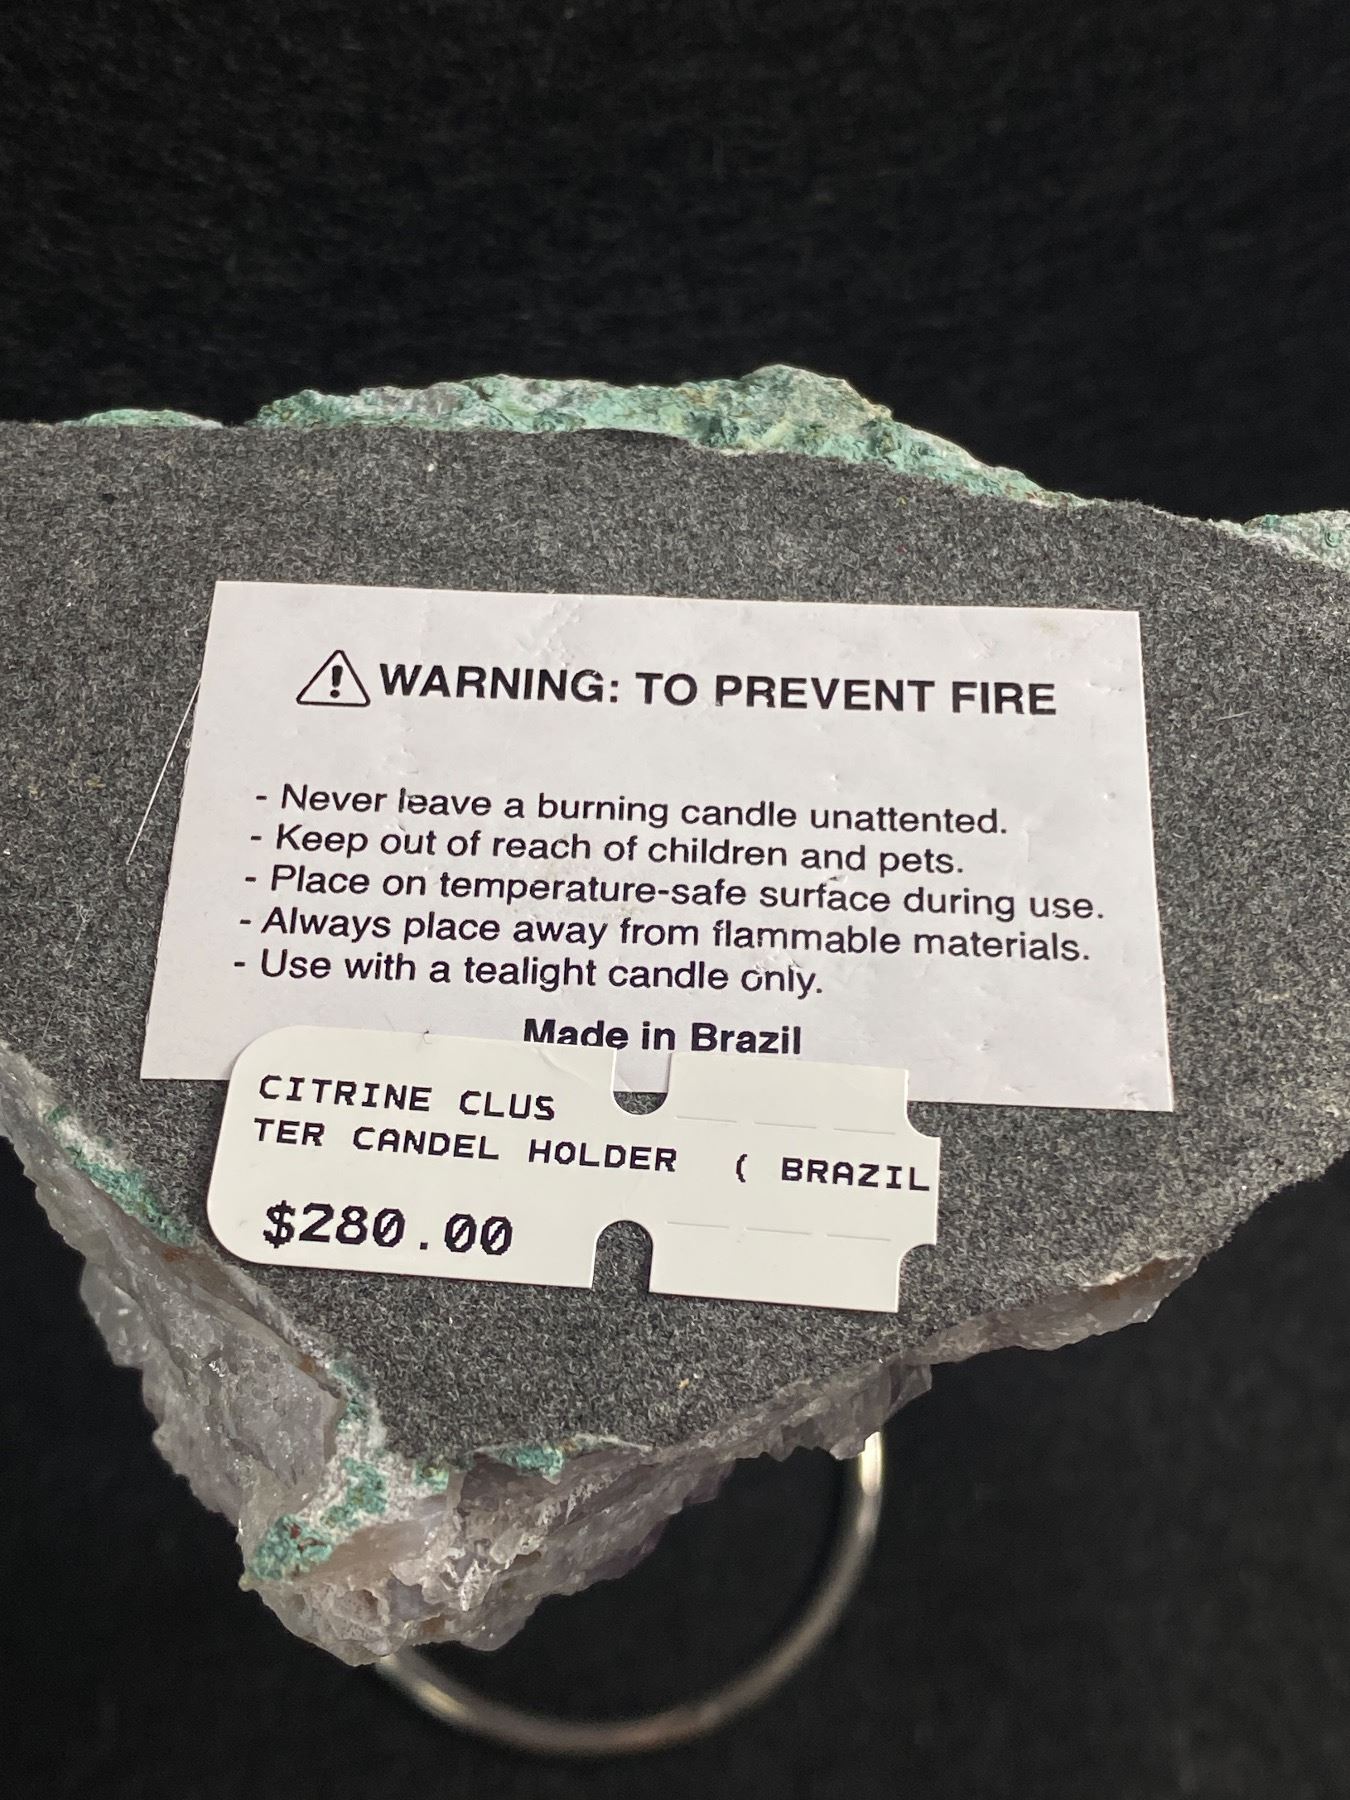 ⚠ WARNING: TO PREVENT FIRE
- Never leave a burning candle unattented.
- Keep out of reach of children and pets.
- Place on temperature-safe surface during use.
- Always place away from flammable materials.
- Use with a tealight candle only.
Made in Brazil
CITRINE CLUS
TER CANDEL HOLDER ( BRAZIL
$280.00